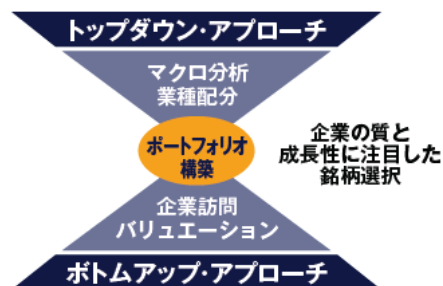 トップダウン・アプローチ
マクロ分析
業種配分
ポートフォリオ
構築
企業の質と
成長性に注目した
銘柄選択
企業訪問
バリュエーション
ボトムアップ・アプローチ